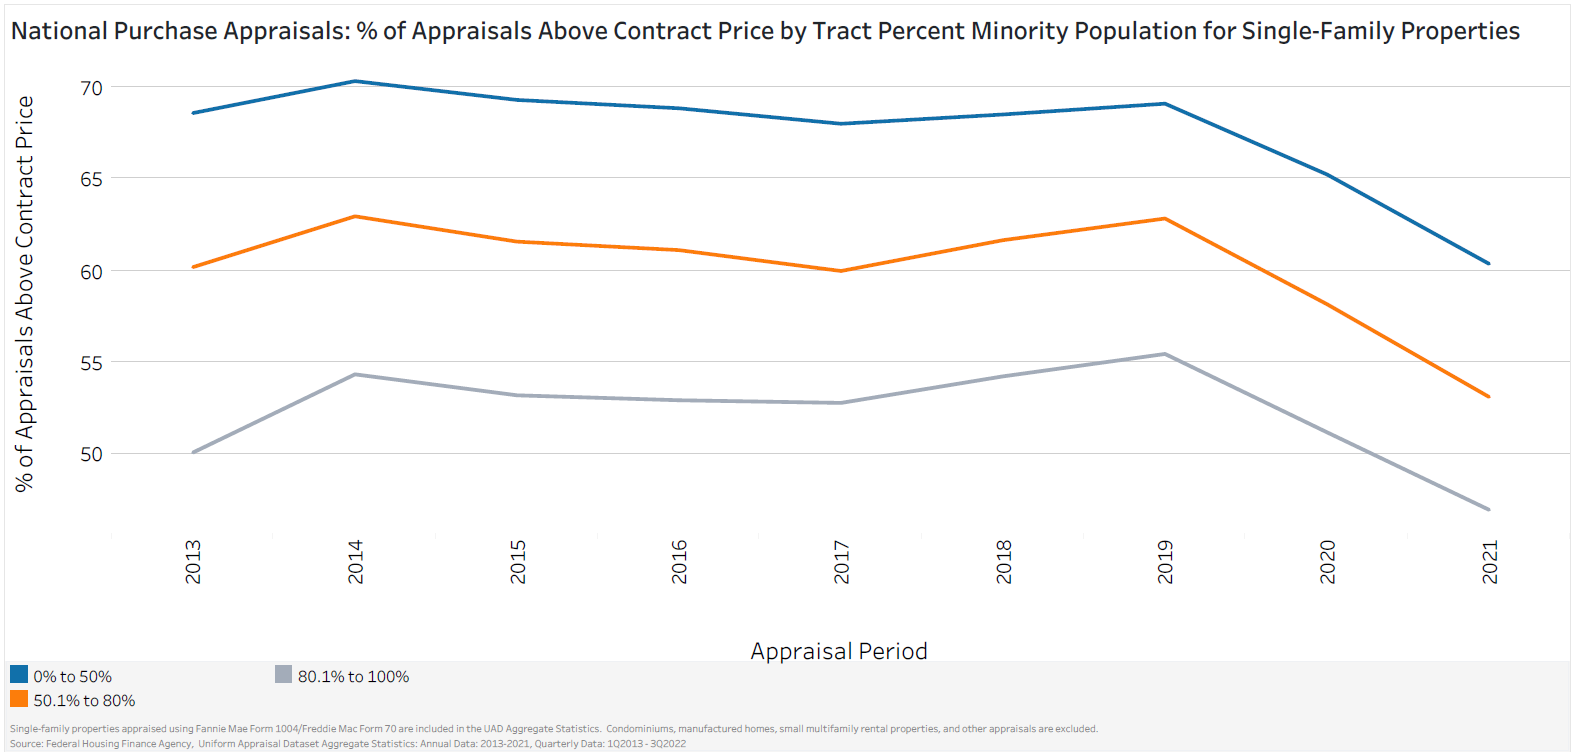 National Purchase Appraisals: % of Appraisals Above Contract Price by Tract Percent Minority Population for Single-Family Properties
% of Appraisals Above Contract Price
70
65
60
55
50
2013
2014
2015
2016
2017
2018
2019
2020
2021
Appraisal Period
0% to 50%
80.1% to 100%
50.1% to 80%
Single-family properties appraised using Fannie Mae Form 1004/Freddie Mac Form 70 are included in the UAD Aggregate Statistics. Condominiums, manufactured homes, small multifamily rental properties, and other appraisals are excluded.
Source: Federal Housing Finance Agency, Uniform Appraisal Dataset Aggregate Statistics: Annual Data: 2013-2021, Quarterly Data: 1Q2013 - 3Q2022